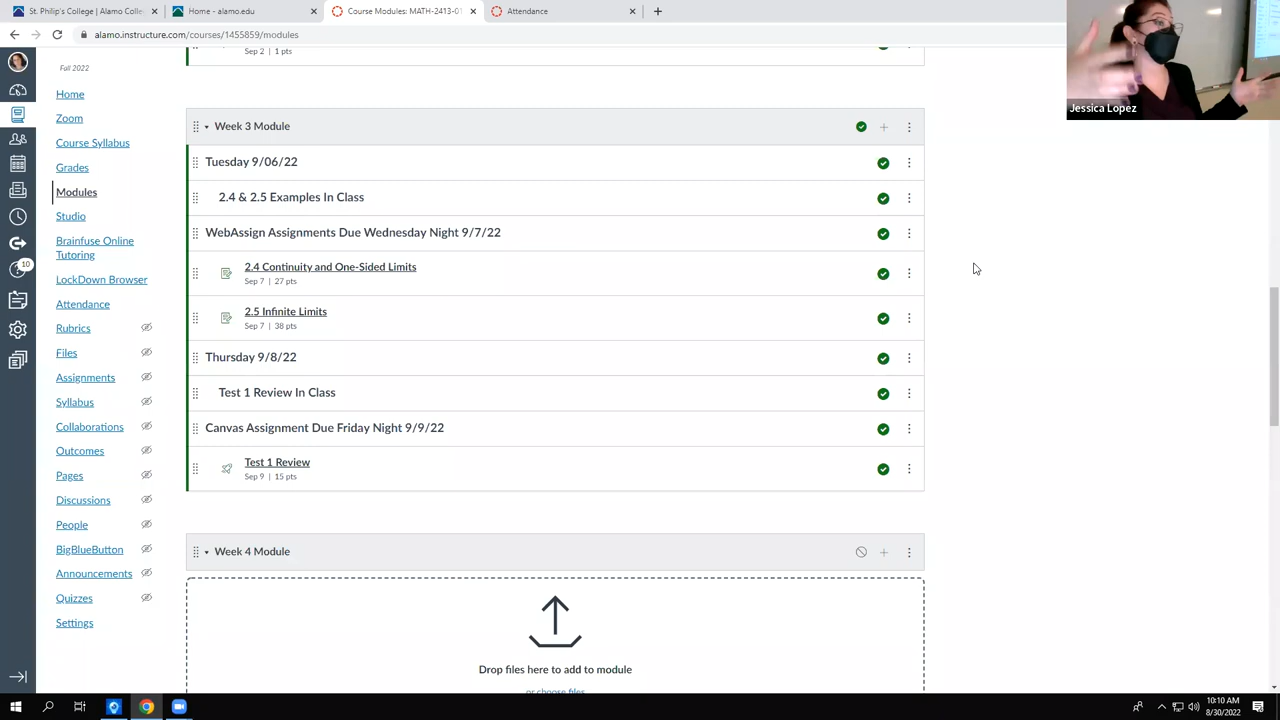 St. Philip's College | Alamo Colle
Home - alamo.edu
Course Modules: MATH-2413-01
Attendance
alamo.instructure.com/courses/1455859/modules
Jessica Lopez
Fall 2022
Home
Zoom
Course Syllabus
Grades
Modules
Studio
Brainfuse Online
Tutoring
LockDown Browser
Attendance
Rubrics
Files
Assignments
Syllabus
Collaborations
Outcomes
Pages
Discussions
People
BigBlueButton
Announcements
Quizzes
Settings
10
Sep 2 | 1 pts
Week 3 Module
Tuesday 9/06/22
2.4 & 2.5 Examples In Class
WebAssign Assignments Due Wednesday Night 9/7/22
2.4 Continuity and One-Sided Limits
Sep 7 | 27 pts
2.5 Infinite Limits
Sep 7 | 38 pts
Thursday 9/8/22
Test 1 Review In Class
Canvas Assignment Due Friday Night 9/9/22
Test 1 Review
Sep 9 | 15 pts
Week 4 Module
Drop files here to add to module
or choose files
10:10 AM
8/30/2022